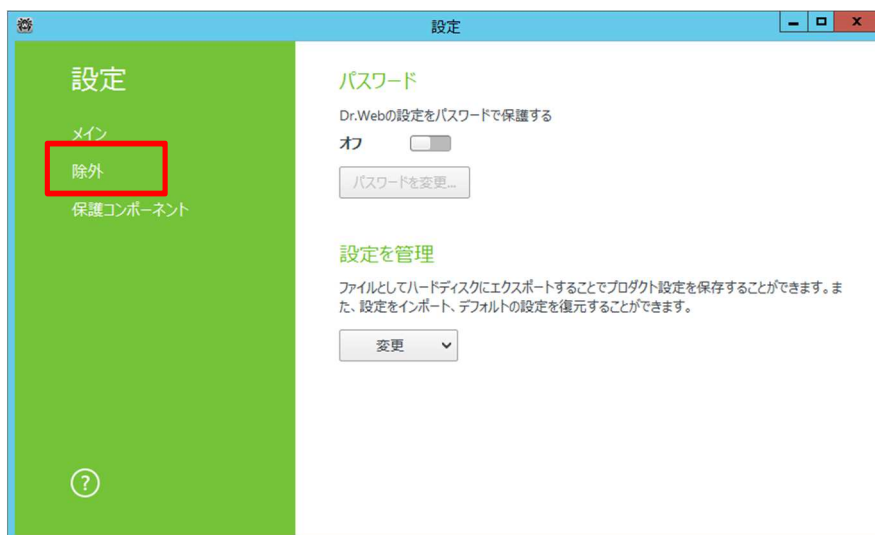 設定
設定
メイン
除外
保護コンポーネント
?
パスワード
Dr.Webの設定をパスワードで保護する
オフ
パスワードを変更...
設定を管理
ファイルとしてハードディスクにエクスポートすることでプロダクト設定を保存することができます。ま
た、設定をインポート、デフォルトの設定を復元することができます。
変更